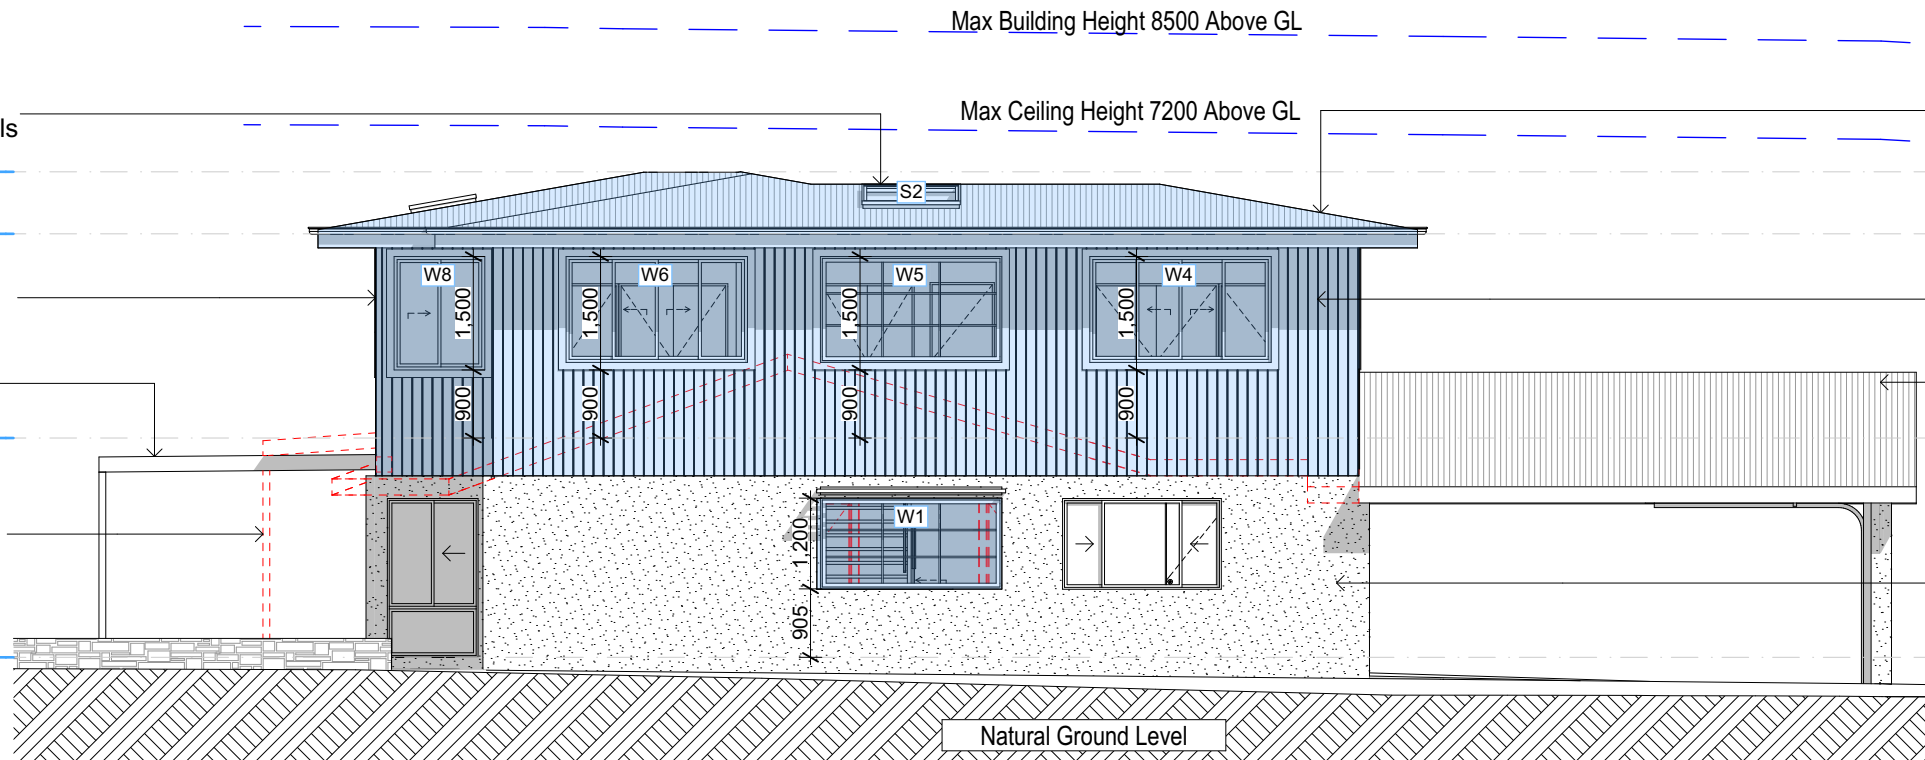 Max Building Height 8500 Above GL
Max Ceiling Height 7200 Above GL
ls
S2
W8
W6
W5
W4
1,500
1,500
1,500
1,500
900
900
900
900
W1
1,200
905
Natural Ground Level